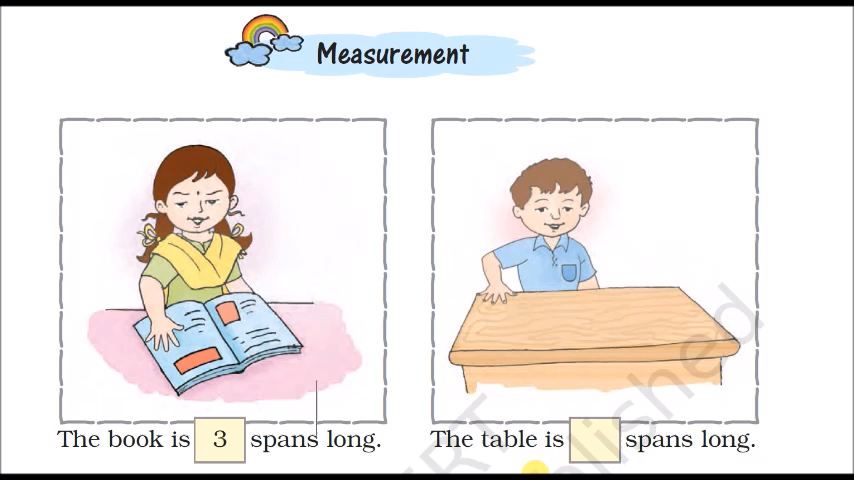 Measurement
The book is 3 spans long.
The table is spans long.